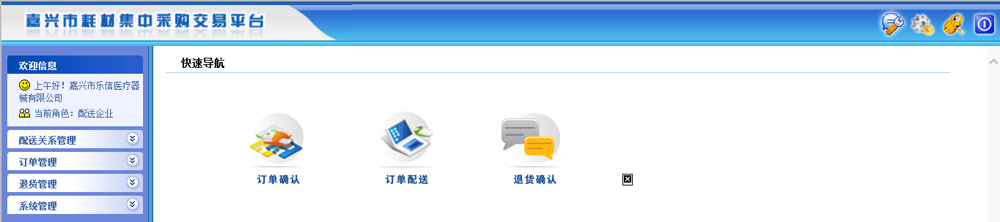 嘉兴市耗材集中采购交易平台
欢迎信息
上午好！嘉兴市乐信医疗器
械有限公司
当前角色：配送企业
配送关系管理
订单管理
退货管理
系统管理
快速导航
订单确认
订单配送
退货确认